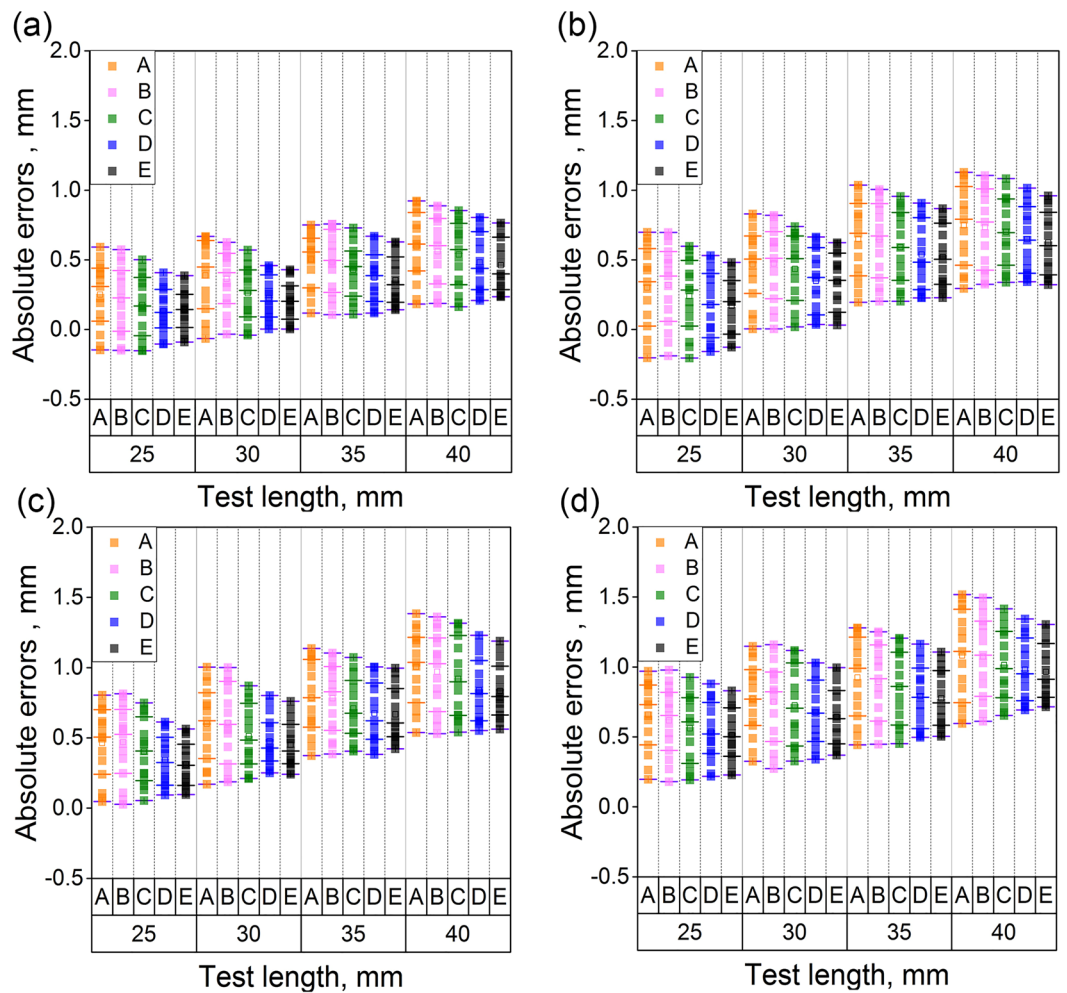 (a)
2.0
1.5
1.0
0.5
0.0
-0.5
Absolute errors , mm
A
B
C
D
E
A B C D E A B C D E A B C D E A B C D E
25 30 35 40
Test length, mm
(b)
2.0
1.5
1.0
0.5
0.0
-0.5
Absolute errors , mm
A
B
C
D
E
A B C D E A B C D E A B C D E A B C D E
25 30 35 40
Test length, mm
(c)
2.0
1.5
1.0
0.5
0.0
-0.5
Absolute errors , mm
A
B
C
D
E
A B C D E A B C D E A B C D E A B C D E
25 30 35 40
Test length, mm
(d)
2.0
1.5
1.0
0.5
0.0
-0.5
Absolute errors , mm
A
B
C
D
E
A B C D E A B C D E A B C D E A B C D E
25 30 35 40
Test length, mm